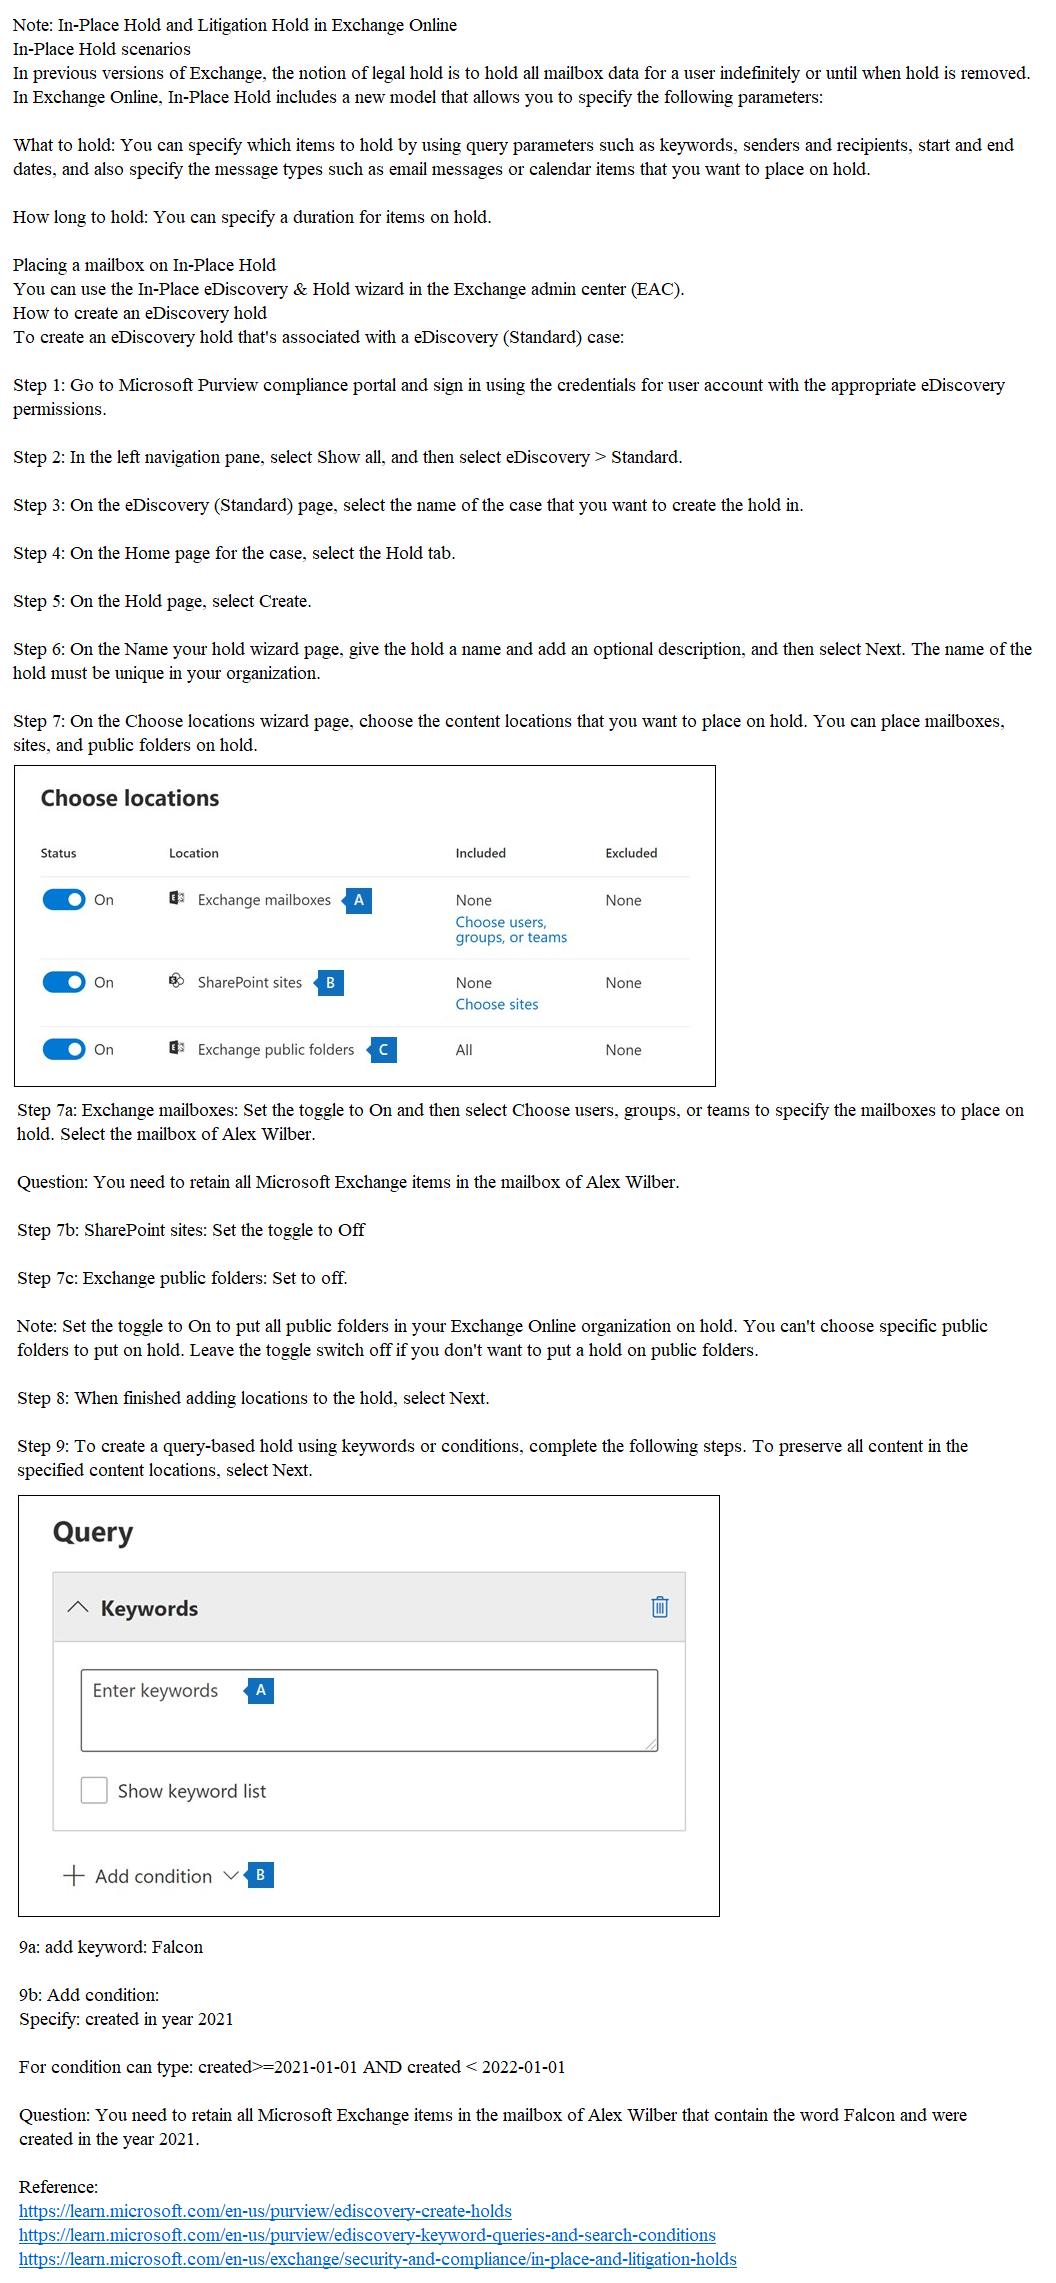 Note: In-Place Hold and Litigation Hold in Exchange Online
In-Place Hold scenarios
In previous versions of Exchange, the notion of legal hold is to hold all mailbox data for a user indefinitely or until when hold is removed.
In Exchange Online, In-Place Hold includes a new model that allows you to specify the following parameters:
What to hold: You can specify which items to hold by using query parameters such as keywords, senders and recipients, start and end
dates, and also specify the message types such as email messages or calendar items that you want to place on hold.
How long to hold: You can specify a duration for items on hold.
Placing a mailbox on In-Place Hold
You can use the In-Place eDiscovery & Hold wizard in the Exchange admin center (EAC).
How to create an eDiscovery hold
To create an eDiscovery hold that's associated with a eDiscovery (Standard) case:
Step 1: Go to Microsoft Purview compliance portal and sign in using the credentials for user account with the appropriate eDiscovery
permissions.
Step 2: In the left navigation pane, select Show all, and then select eDiscovery > Standard.
Step 3: On the eDiscovery (Standard) page, select the name of the case that you want to create the hold in.
Step 4: On the Home page for the case, select the Hold tab.
Step 5: On the Hold page, select Create.
Step 6: On the Name your hold wizard page, give the hold a name and add an optional description, and then select Next. The name of the
hold must be unique in your organization.
Step 7: On the Choose locations wizard page, choose the content locations that you want to place on hold. You can place mailboxes,
sites, and public folders on hold.
Choose locations
Status Location Included Excluded
On Exchange mailboxes A None None
Choose users,
groups, or teams
On SharePoint sites B None None
Choose sites
On Exchange public folders C All None
Step 7a: Exchange mailboxes: Set the toggle to On and then select Choose users, groups, or teams to specify the mailboxes to place on
hold. Select the mailbox of Alex Wilber.
Question: You need to retain all Microsoft Exchange items in the mailbox of Alex Wilber.
Step 7b: SharePoint sites: Set the toggle to Off
Step 7c: Exchange public folders: Set to off.
Note: Set the toggle to On to put all public folders in your Exchange Online organization on hold. You can't choose specific public
folders to put on hold. Leave the toggle switch off if you don't want to put a hold on public folders.
Step 8: When finished adding locations to the hold, select Next.
Step 9: To create a query-based hold using keywords or conditions, complete the following steps. To preserve all content in the
specified content locations, select Next.
Query
Keywords
Enter keywords A
Show keyword list
Add condition B
9a: add keyword: Falcon
9b: Add condition:
Specify: created in year 2021
For condition can type: created>=2021-01-01 AND created < 2022-01-01
Question: You need to retain all Microsoft Exchange items in the mailbox of Alex Wilber that contain the word Falcon and were
created in the year 2021.
Reference:
https://learn.microsoft.com/en-us/purview/ediscovery-create-holds
https://learn.microsoft.com/en-us/purview/ediscovery-keyword-queries-and-search-conditions
https://learn.microsoft.com/en-us/exchange/security-and-compliance/in-place-and-litigation-holds